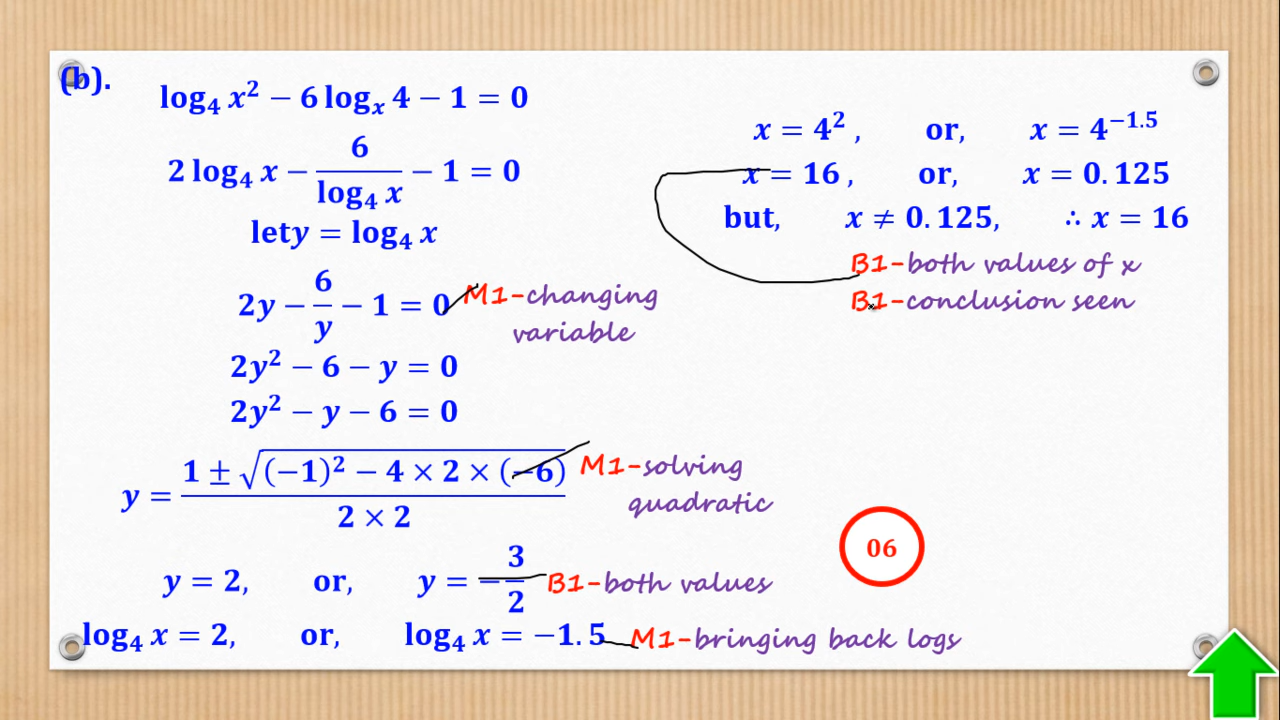 (b).
log₄ x² − 6 logₓ 4 − 1 = 0
2 log₄ x − 6/log₄ x − 1 = 0
lety = log₄ x
2y − 6/y − 1 = 0 M1-changing
variable
2y² − 6 − y = 0
2y² − y − 6 = 0
y = (1 ± √((−1)² − 4 × 2 × (−6)))/(2 × 2) M1-solving
quadratic
y = 2, or, y = −3/2 B1-both values
log₄ x = 2, or, log₄ x = −1.5 M1-bringing back logs
x = 4², or, x = 4⁻¹·⁵
x = 16, or, x = 0.125
but, x ≠ 0.125, ∴ x = 16
B1-both values of x
B1-conclusion seen
06